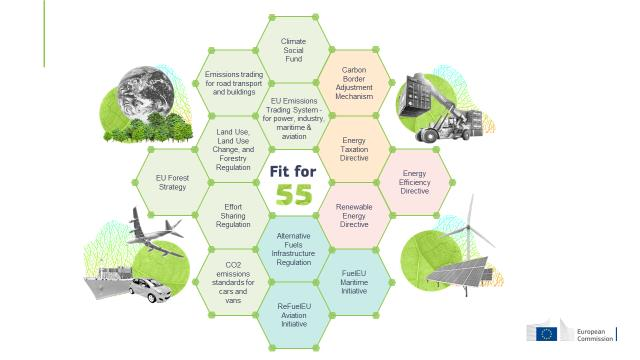 Climate
Social
Fund
Emissions trading
for road transport
and buildings
Carbon
Border
Adjustment
Mechanism
EU Emissions
Trading System -
for power, industry,
maritime &
aviation
Land Use,
Land Use
Change, and
Forestry
Regulation
Energy
Taxation
Directive
Fit for
55
EU Forest
Strategy
Energy
Efficiency
Directive
Effort
Sharing
Regulation
Renewable
Energy
Directive
Alternative
Fuels
Infrastructure
Regulation
CO2
emissions
standards for
cars and
vans
FuelEU
Maritime
Initiative
ReFuelEU
Aviation
Initiative
European
Commission